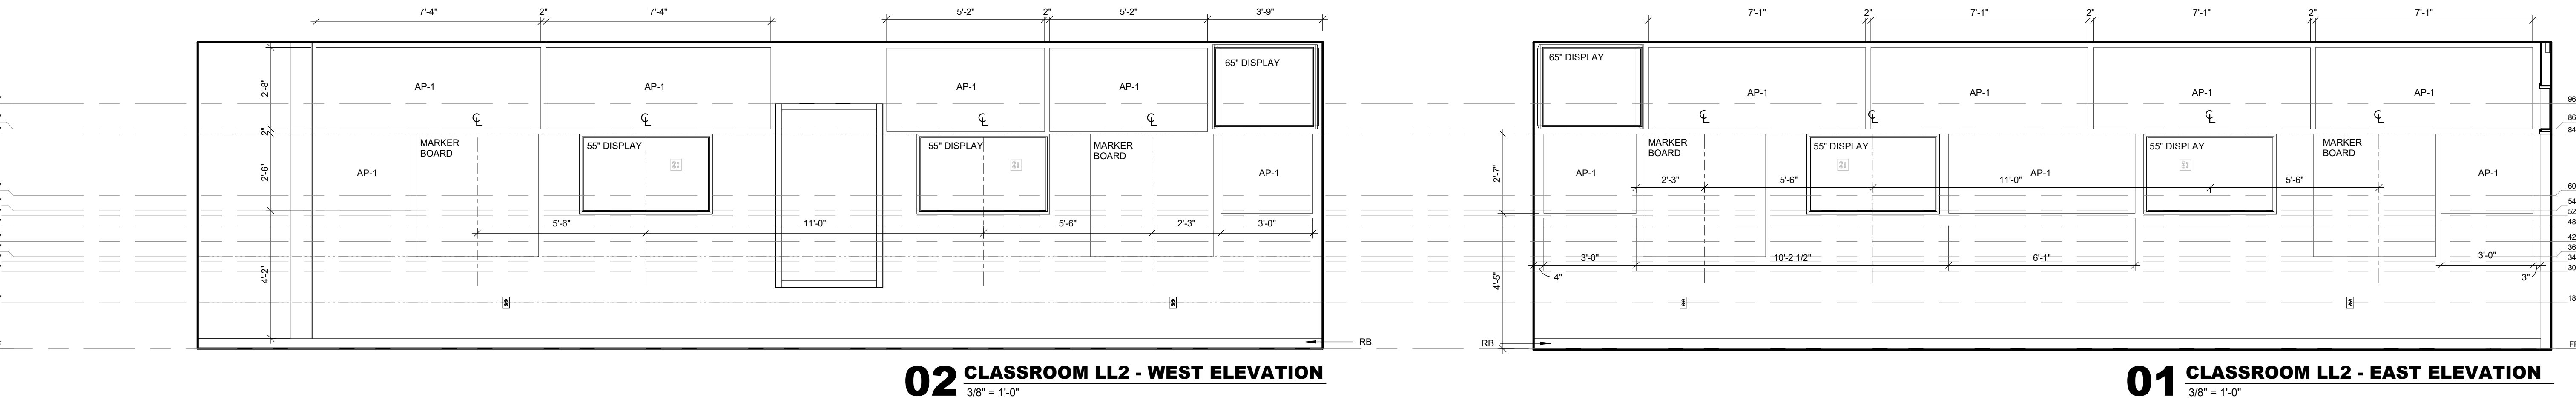 7'-4" 2" 7'-4" 5'-2" 2" 5'-2" 3'-9"
2'-8"
2"
2'-6"
4'-2"
AP-1 AP-1 AP-1 AP-1
65" DISPLAY
℄ ℄ ℄ ℄
AP-1
MARKER
BOARD
55" DISPLAY
55" DISPLAY
MARKER
BOARD
AP-1
5'-6" 11'-0" 5'-6" 2'-3" 3'-0"
RB
02 CLASSROOM LL2 - WEST ELEVATION
3/8" = 1'-0"
7'-1" 2" 7'-1" 2" 7'-1" 2" 7'-1"
65" DISPLAY
AP-1 AP-1 AP-1 AP-1
℄ ℄ ℄ ℄
2'-7"
4'-5"
AP-1
MARKER
BOARD
55" DISPLAY
AP-1
55" DISPLAY
MARKER
BOARD
AP-1
2'-3" 5'-6" 11'-0" 5'-6"
3'-0" 10'-2 1/2" 6'-1" 3'-0"
4" 3"
RB
96
86
84
60
54
52
48
42
36
34
30
18
01 CLASSROOM LL2 - EAST ELEVATION
3/8" = 1'-0"